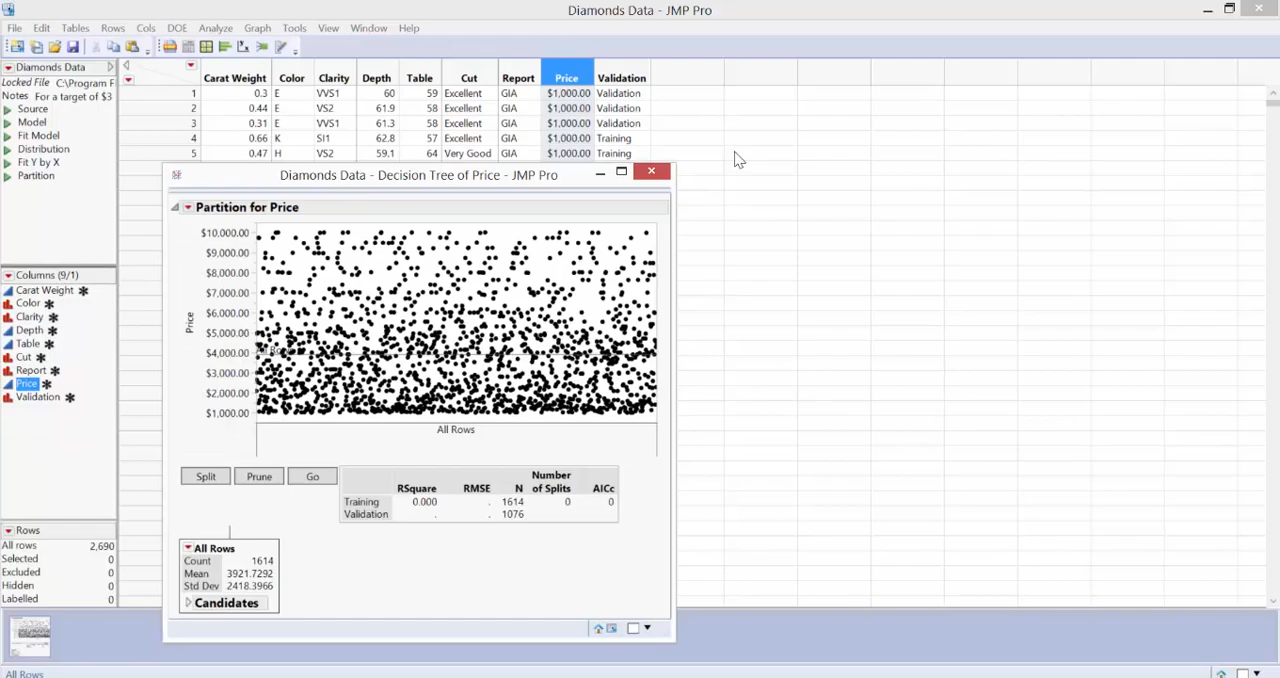 Diamonds Data - JMP Pro
File Edit Tables Rows Cols DOE Analyze Graph Tools View Window Help
Diamonds Data
Locked File C:\Program F
Notes For a target of $3
Source
Model
Fit Model
Distribution
Fit Y by X
Partition
Columns (9/1)
Carat Weight
Color
Clarity
Depth
Table
Cut
Report
Price
Validation
Rows
All rows 2,690
Selected 0
Excluded 0
Hidden 0
Labelled 0
Carat Weight Color Clarity Depth Table Cut Report Price Validation
1 0.3 E VVS1 60 59 Excellent GIA $1,000.00 Validation
2 0.44 E VS2 61.9 58 Excellent GIA $1,000.00 Validation
3 0.31 E VVS1 61.3 58 Excellent GIA $1,000.00 Validation
4 0.66 K SI1 62.8 57 Excellent GIA $1,000.00 Training
5 0.47 H VS2 59.1 64 Very Good GIA $1,000.00 Training
Diamonds Data - Decision Tree of Price - JMP Pro
Partition for Price
$10,000.00
$9,000.00
$8,000.00
$7,000.00
$6,000.00
$5,000.00
$4,000.00
$3,000.00
$2,000.00
$1,000.00
Price
All Rows
All Rows
Split Prune Go
RSquare RMSE N Number of Splits AICc
Training 0.000 . 1614 0 0
Validation . . 1076
All Rows
Count 1614
Mean 3921.7292
Std Dev 2418.3966
Candidates
All Rows